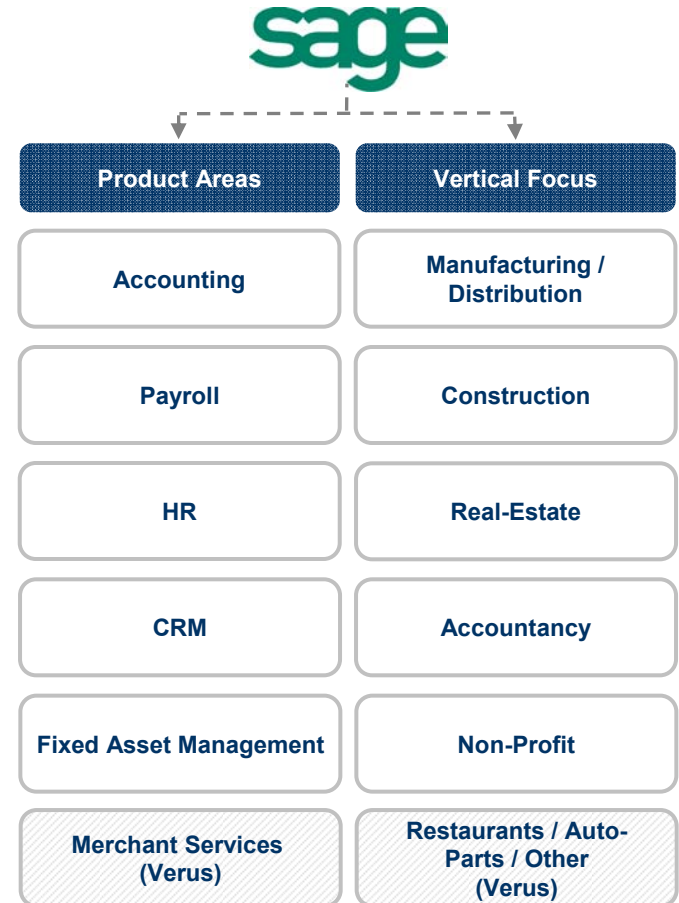 sage
Product Areas
Vertical Focus
Accounting
Manufacturing /
Distribution
Payroll
Construction
HR
Real-Estate
CRM
Accountancy
Fixed Asset Management
Non-Profit
Merchant Services
(Verus)
Restaurants / Auto-
Parts / Other
(Verus)